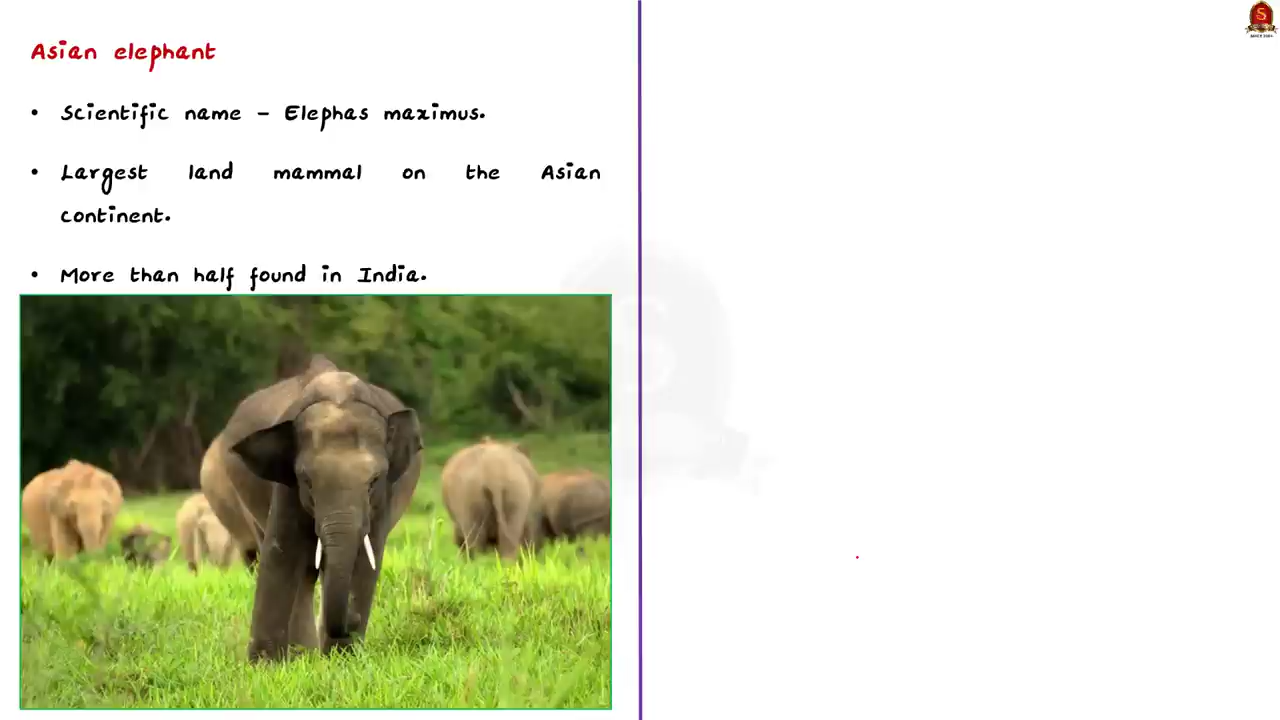 Asian elephant
• Scientific name – Elephas maximus.
• Largest land mammal on the Asian
continent.
• More than half found in India.
S